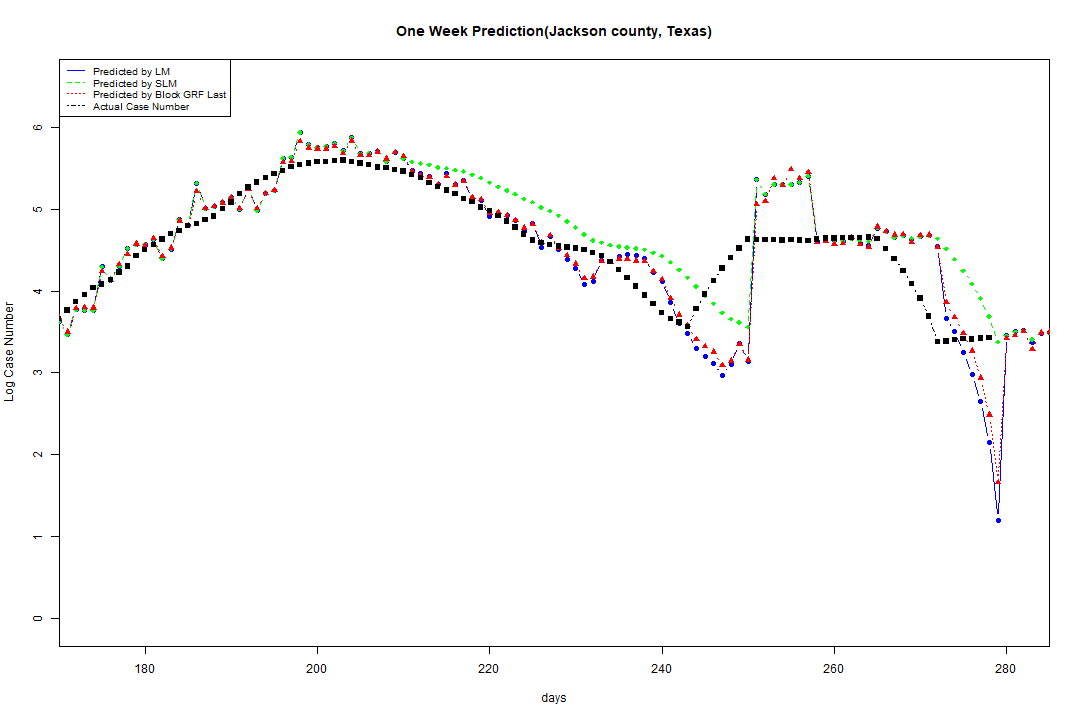 One Week Prediction(Jackson county, Texas)
Predicted by LM
Predicted by SLM
Predicted by Block GRF Last
Actual Case Number
6
5
4
3
2
1
0
Log Case Number
180 200 220 240 260 280
days